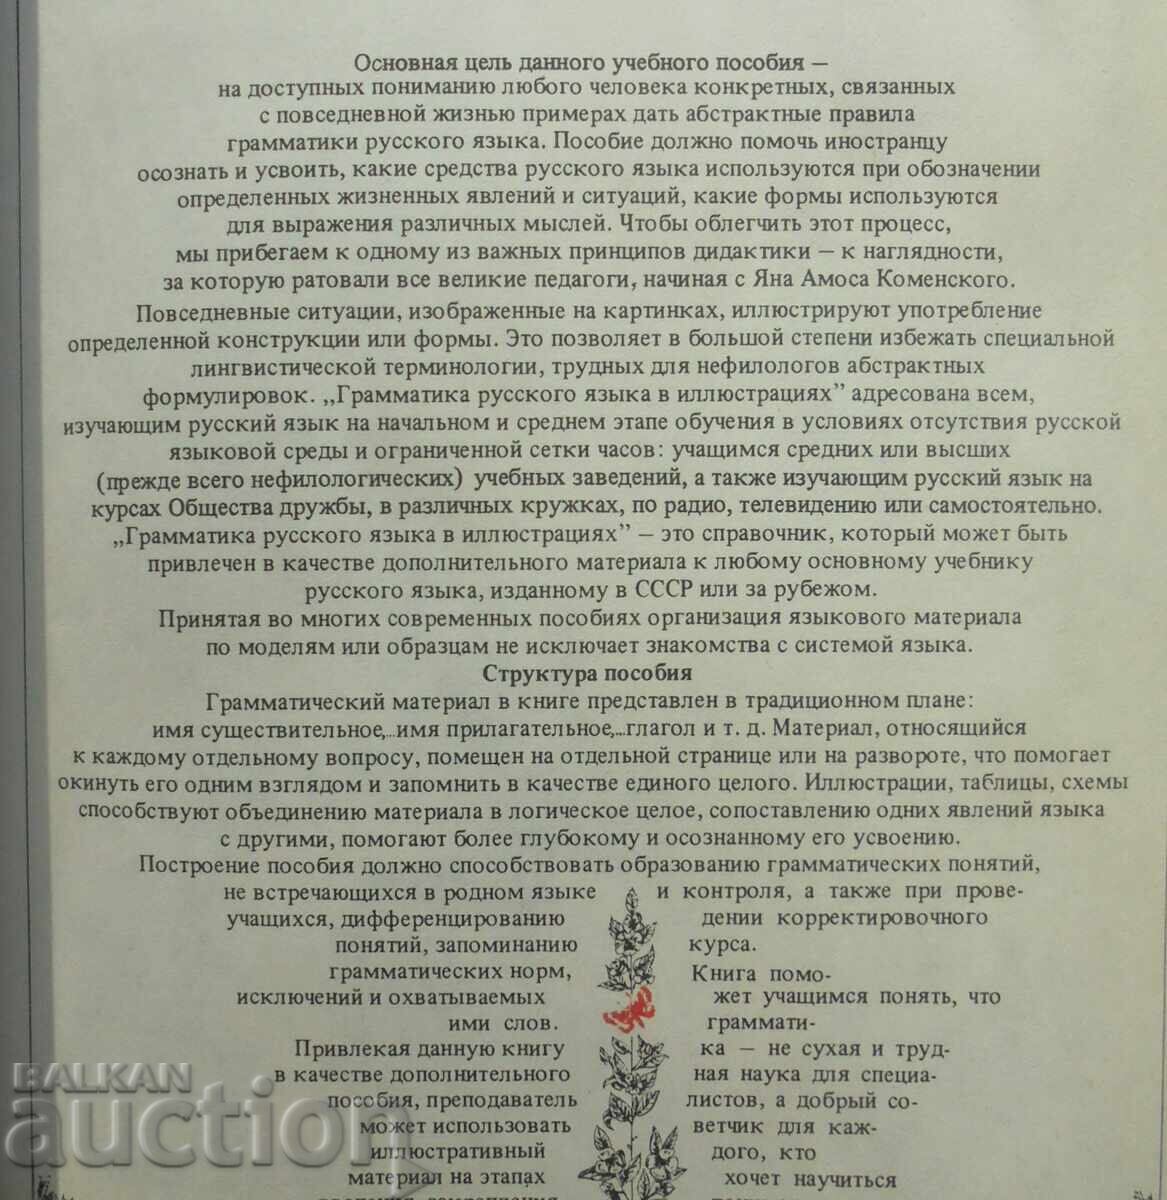 Основная цель данного учебного пособия —
на доступных пониманию любого человека конкретных, связанных
с повседневной жизнью примерах дать абстрактные правила
грамматики русского языка. Пособие должно помочь иностранцу
осознать и усвоить, какие средства русского языка используются при обозначении
определенных жизненных явлений и ситуаций, какие формы используются
для выражения различных мыслей. Чтобы облегчить этот процесс,
мы прибегаем к одному из важных принципов дидактики — к наглядности,
за которую ратовали все великие педагоги, начиная с Яна Амоса Коменского.
Повседневные ситуации, изображенные на картинках, иллюстрируют употребление
определенной конструкции или формы. Это позволяет в большой степени избежать специальной
лингвистической терминологии, трудных для нефилологов абстрактных
формулировок. „Грамматика русского языка в иллюстрациях” адресована всем,
изучающим русский язык на начальном и среднем этапе обучения в условиях отсутствия русской
языковой среды и ограниченной сетки часов: учащимся средних или высших
(прежде всего нефилологических) учебных заведений, а также изучающим русский язык на
курсах Общества дружбы, в различных кружках, по радио, телевидению или самостоятельно.
„Грамматика русского языка в иллюстрациях” — это справочник, который может быть
привлечен в качестве дополнительного материала к любому основному учебнику
русского языка, изданному в СССР или за рубежом.
Принятая во многих современных пособиях организация языкового материала
по моделям или образцам не исключает знакомства с системой языка.
Структура пособия
Грамматический материал в книге представлен в традиционном плане:
имя существительное,...имя прилагательное,...глагол и т. д. Материал, относящийся
к каждому отдельному вопросу, помещен на отдельной странице или на развороте, что помогает
окинуть его одним взглядом и запомнить в качестве единого целого. Иллюстрации, таблицы, схемы
способствуют объединению материала в логическое целое, сопоставлению одних явлений языка
с другими, помогают более глубокому и осознанному его усвоению.
Построение пособия должно способствовать образованию грамматических понятий,
не встречающихся в родном языке
учащихся, дифференцированию
понятий, запоминанию
грамматических норм,
исключений и охватываемых
ими слов.
Привлекая данную книгу
в качестве дополнительного
пособия, преподаватель
может использовать
иллюстративный
материал на этапах
и контроля, а также при прове-
дении корректировочного
курса.
Книга помо-
жет учащимся понять, что
граммати-
ка — не сухая и труд-
ная наука для специа-
листов, а добрый со-
ветчик для каж-
дого, кто
хочет научиться
BALKAN
auction